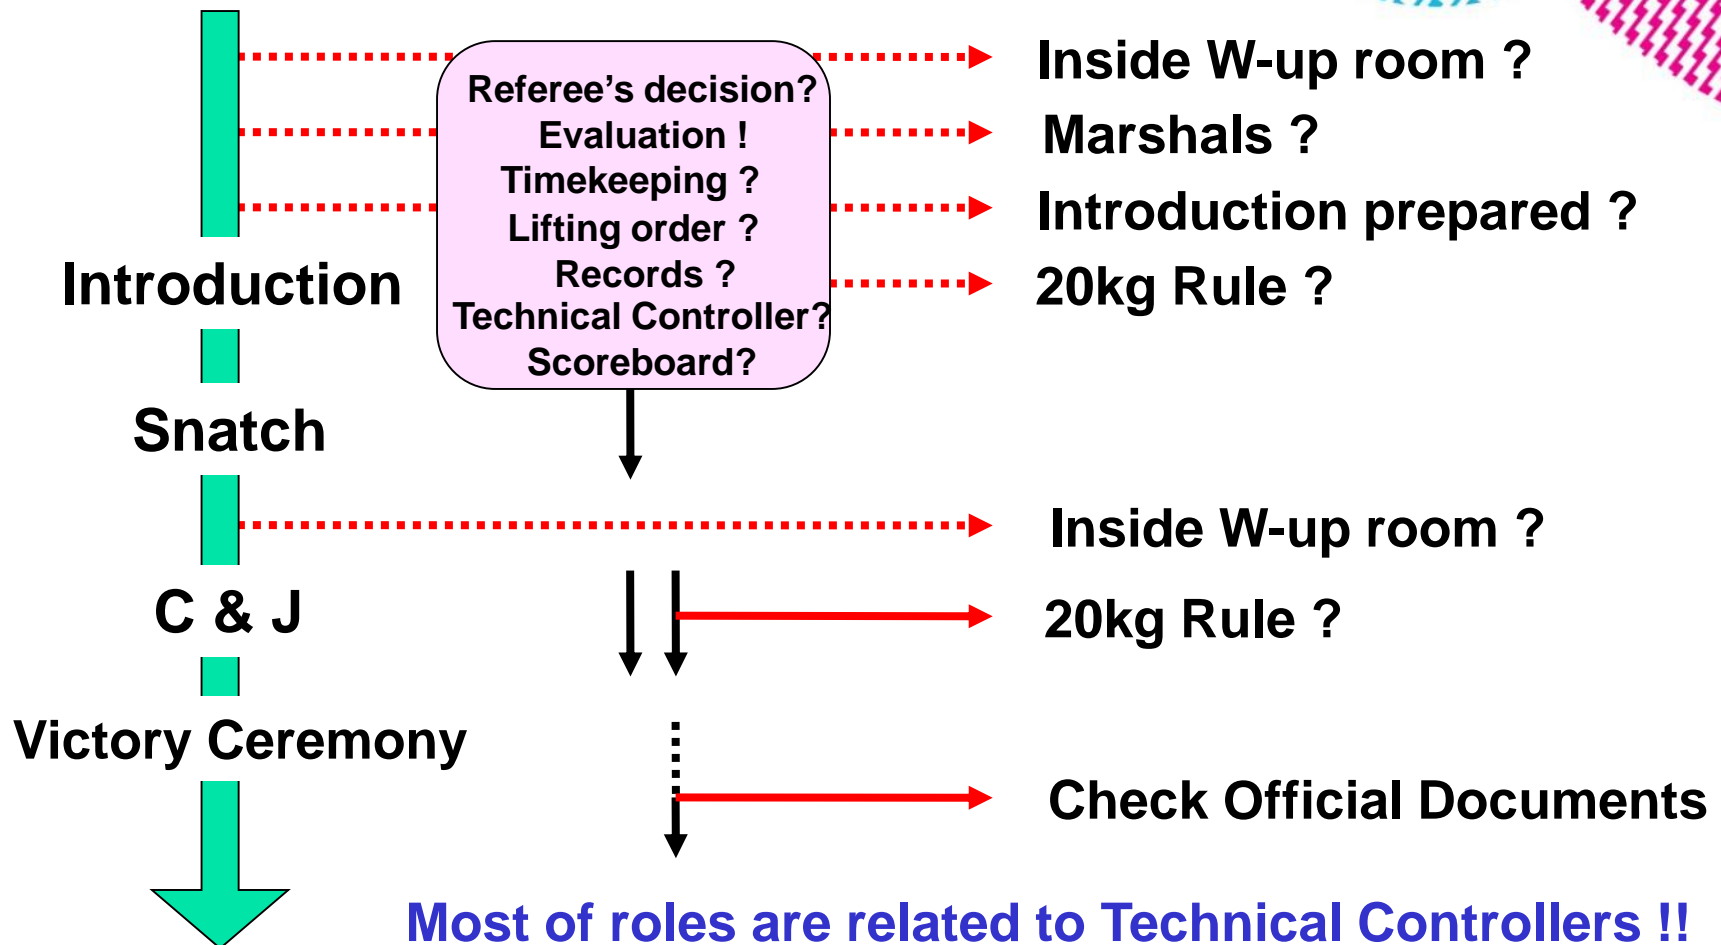 Inside W-up room ?
Referee’s decision?
Evaluation !
Marshals ?
Timekeeping ?
Introduction prepared ?
Lifting order ?
Records ?
Introduction
20kg Rule ?
Technical Controller?
Scoreboard?
Snatch
Inside W-up room ?
C & J
20kg Rule ?
Victory Ceremony
Check Official Documents
Most of roles are related to Technical Controllers !!